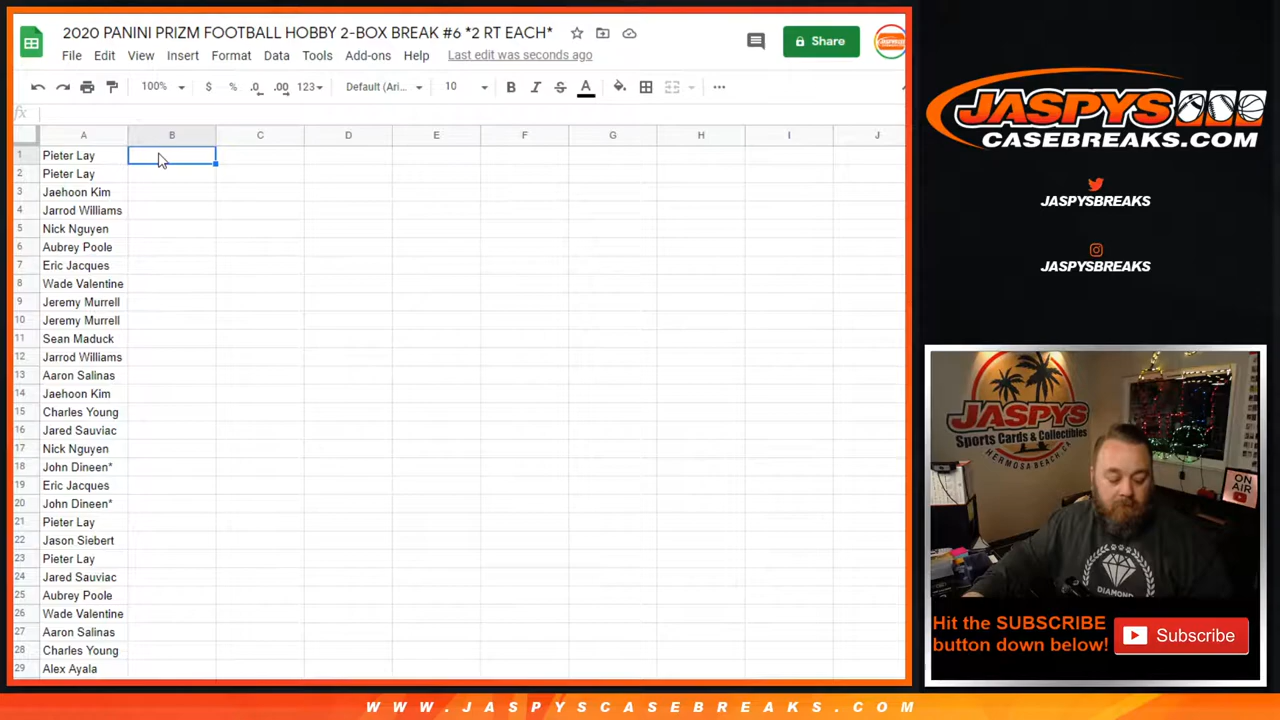 2020 PANINI PRIZM FOOTBALL HOBBY 2-BOX BREAK #6 *2 RT EACH*
File Edit View Insert Format Data Tools Add-ons Help Last edit was seconds ago
Share
100% $ % .0 .00 123 Default (Ari... 10 B I S A
fx
A B C D E F G H I J
1 Pieter Lay
2 Pieter Lay
3 Jaehoon Kim
4 Jarrod Williams
5 Nick Nguyen
6 Aubrey Poole
7 Eric Jacques
8 Wade Valentine
9 Jeremy Murrell
10 Jeremy Murrell
11 Sean Maduck
12 Jarrod Williams
13 Aaron Salinas
14 Jaehoon Kim
15 Charles Young
16 Jared Sauviac
17 Nick Nguyen
18 John Dineen*
19 Eric Jacques
20 John Dineen*
21 Pieter Lay
22 Jason Siebert
23 Pieter Lay
24 Jared Sauviac
25 Aubrey Poole
26 Wade Valentine
27 Aaron Salinas
28 Charles Young
29 Alex Ayala
JASPYS
CASEBREAKS.COM
JASPYSBREAKS
JASPYSBREAKS
JASPYS
Sports Cards & Collectibles
HERMOSA BEACH, CA
ON
AIR
DIAMOND
Hit the SUBSCRIBE
button down below!
Subscribe
WWW.JASPYSCASEBREAKS.COM